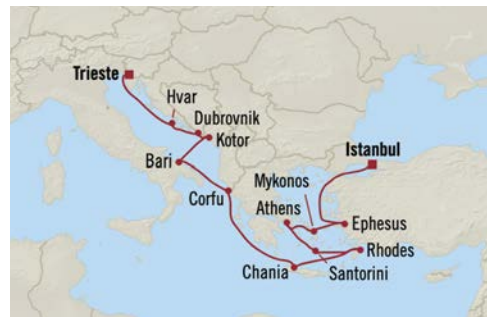 Trieste
Hvar
Dubrovnik
Kotor
Istanbul
Bari
Mykonos
Athens
Corfu
Ephesus
Rhodes
Chania
Santorini